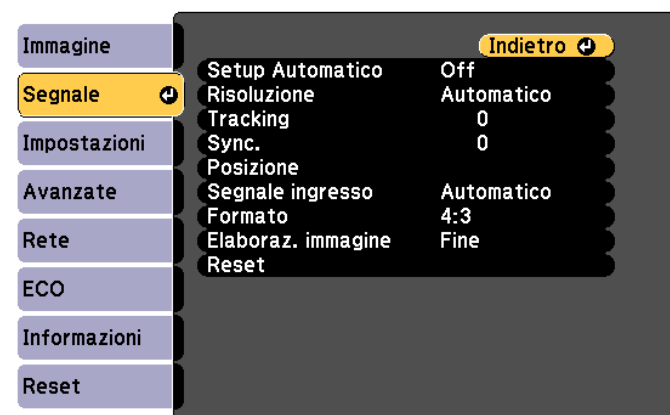 Immagine
Segnale
Impostazioni
Avanzate
Rete
ECO
Informazioni
Reset
Indietro
Setup Automatico Off
Risoluzione Automatico
Tracking 0
Sync. 0
Posizione
Segnale ingresso Automatico
Formato 4:3
Elaboraz. immagine Fine
Reset